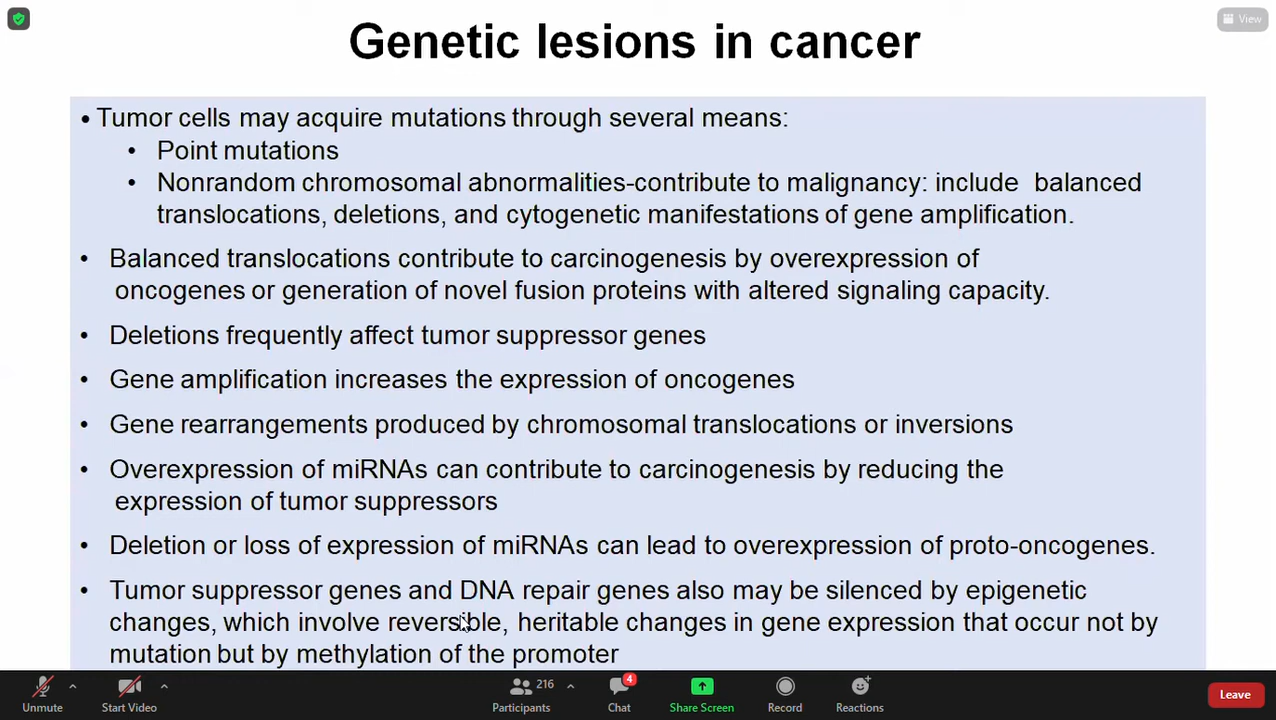 View
Genetic lesions in cancer
• Tumor cells may acquire mutations through several means:
• Point mutations
• Nonrandom chromosomal abnormalities-contribute to malignancy: include balanced
translocations, deletions, and cytogenetic manifestations of gene amplification.
• Balanced translocations contribute to carcinogenesis by overexpression of
oncogenes or generation of novel fusion proteins with altered signaling capacity.
• Deletions frequently affect tumor suppressor genes
• Gene amplification increases the expression of oncogenes
• Gene rearrangements produced by chromosomal translocations or inversions
• Overexpression of miRNAs can contribute to carcinogenesis by reducing the
expression of tumor suppressors
• Deletion or loss of expression of miRNAs can lead to overexpression of proto-oncogenes.
• Tumor suppressor genes and DNA repair genes also may be silenced by epigenetic
changes, which involve reversible, heritable changes in gene expression that occur not by
mutation but by methylation of the promoter
216
4
Unmute
Start Video
Participants
Chat
Share Screen
Record
Reactions
Leave